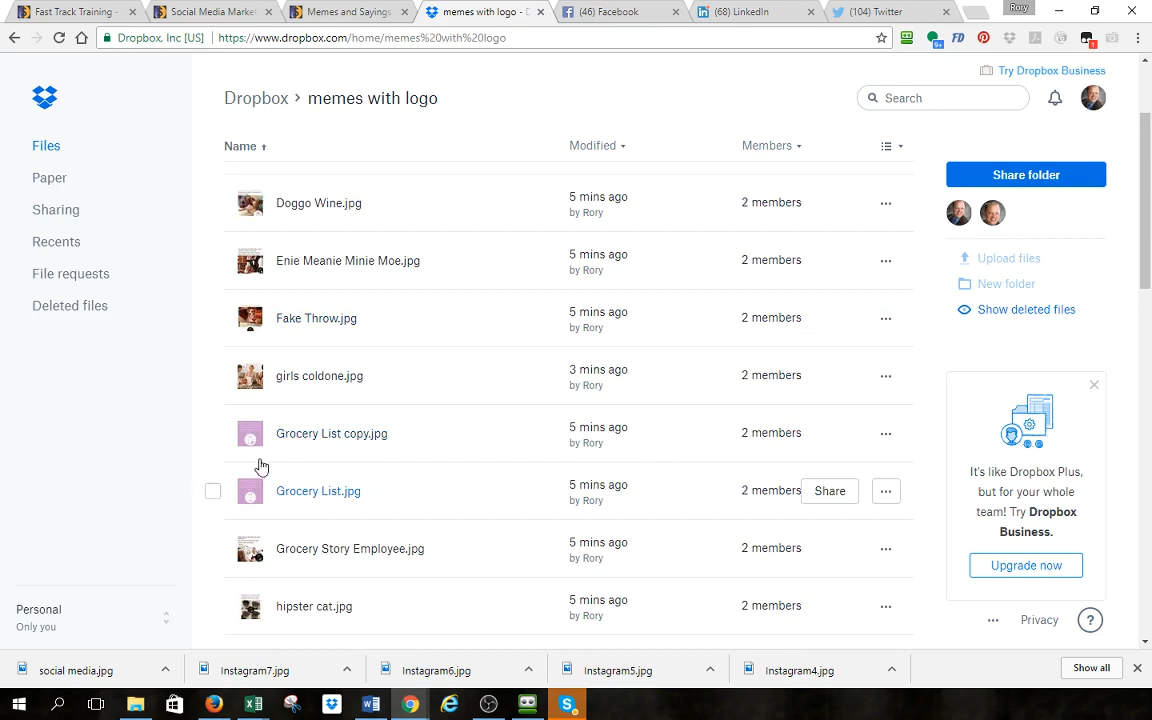 Fast Track Training -
Social Media Market
Memes and Sayings
memes with logo - D
(46) Facebook
(68) LinkedIn
(104) Twitter
Rory
Dropbox, Inc [US] https://www.dropbox.com/home/memes%20with%20logo
9+
FD
1
Try Dropbox Business
Dropbox › memes with logo
Search
Files
Paper
Sharing
Recents
File requests
Deleted files
Name
Modified
Members
Share folder
Doggo Wine.jpg
5 mins ago
by Rory
2 members
Enie Meanie Minie Moe.jpg
5 mins ago
by Rory
2 members
Fake Throw.jpg
5 mins ago
by Rory
2 members
girls coldone.jpg
3 mins ago
by Rory
2 members
Grocery List copy.jpg
5 mins ago
by Rory
2 members
Grocery List.jpg
5 mins ago
by Rory
2 members
Share
Grocery Story Employee.jpg
5 mins ago
by Rory
2 members
hipster cat.jpg
5 mins ago
by Rory
2 members
Upload files
New folder
Show deleted files
It's like Dropbox Plus,
but for your whole
team! Try Dropbox
Business.
Upgrade now
Privacy
?
Personal
Only you
social media.jpg
Instagram7.jpg
Instagram6.jpg
Instagram5.jpg
Instagram4.jpg
Show all